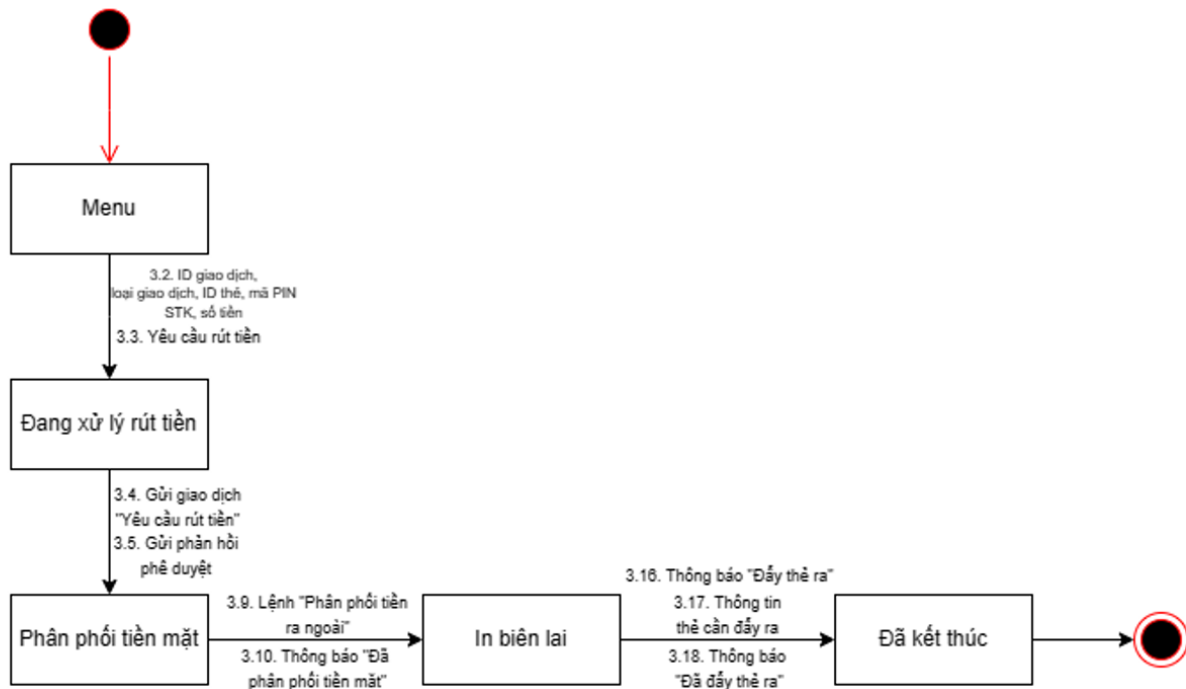 Menu
3.2. ID giao dịch,
loại giao dịch, ID thẻ, mã PIN
STK, số tiền
3.3. Yêu cầu rút tiền
Đang xử lý rút tiền
3.4. Gửi giao dịch
"Yêu cầu rút tiền"
3.5. Gửi phản hồi
phê duyệt
Phân phối tiền mặt
3.9. Lệnh "Phân phối tiền
ra ngoài"
3.10. Thông báo "Đã
phân phối tiền mặt"
In biên lai
3.16. Thông báo "Đẩy thẻ ra"
3.17. Thông tin
thẻ cần đẩy ra
3.18. Thông báo
"Đã đẩy thẻ ra"
Đã kết thúc